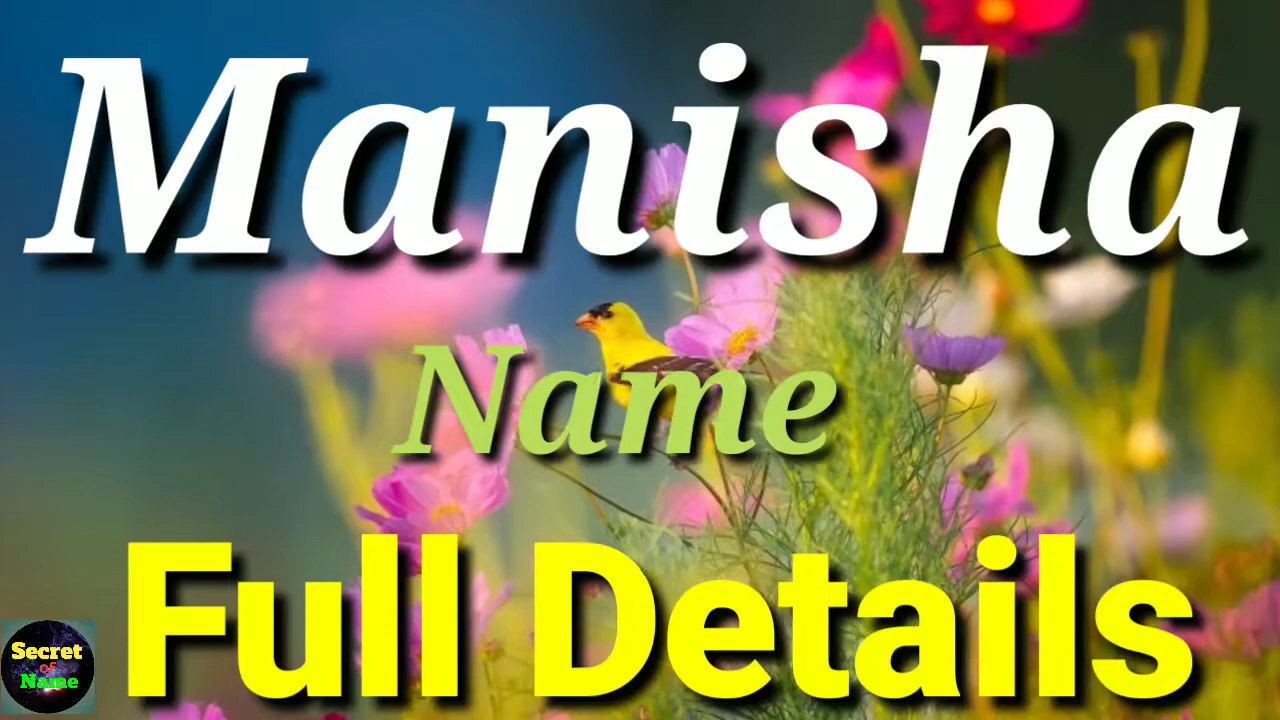 Manisha
Name
Full Details
Secret
OF
Name